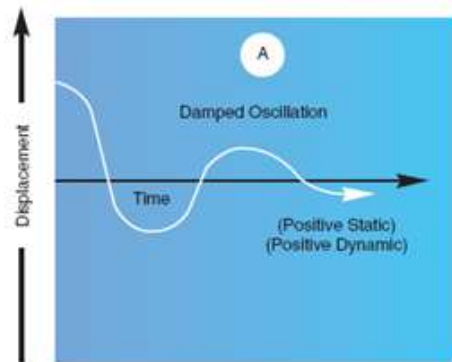 A
Damped Oscillation
Displacement
Time
(Positive Static)
(Positive Dynamic)